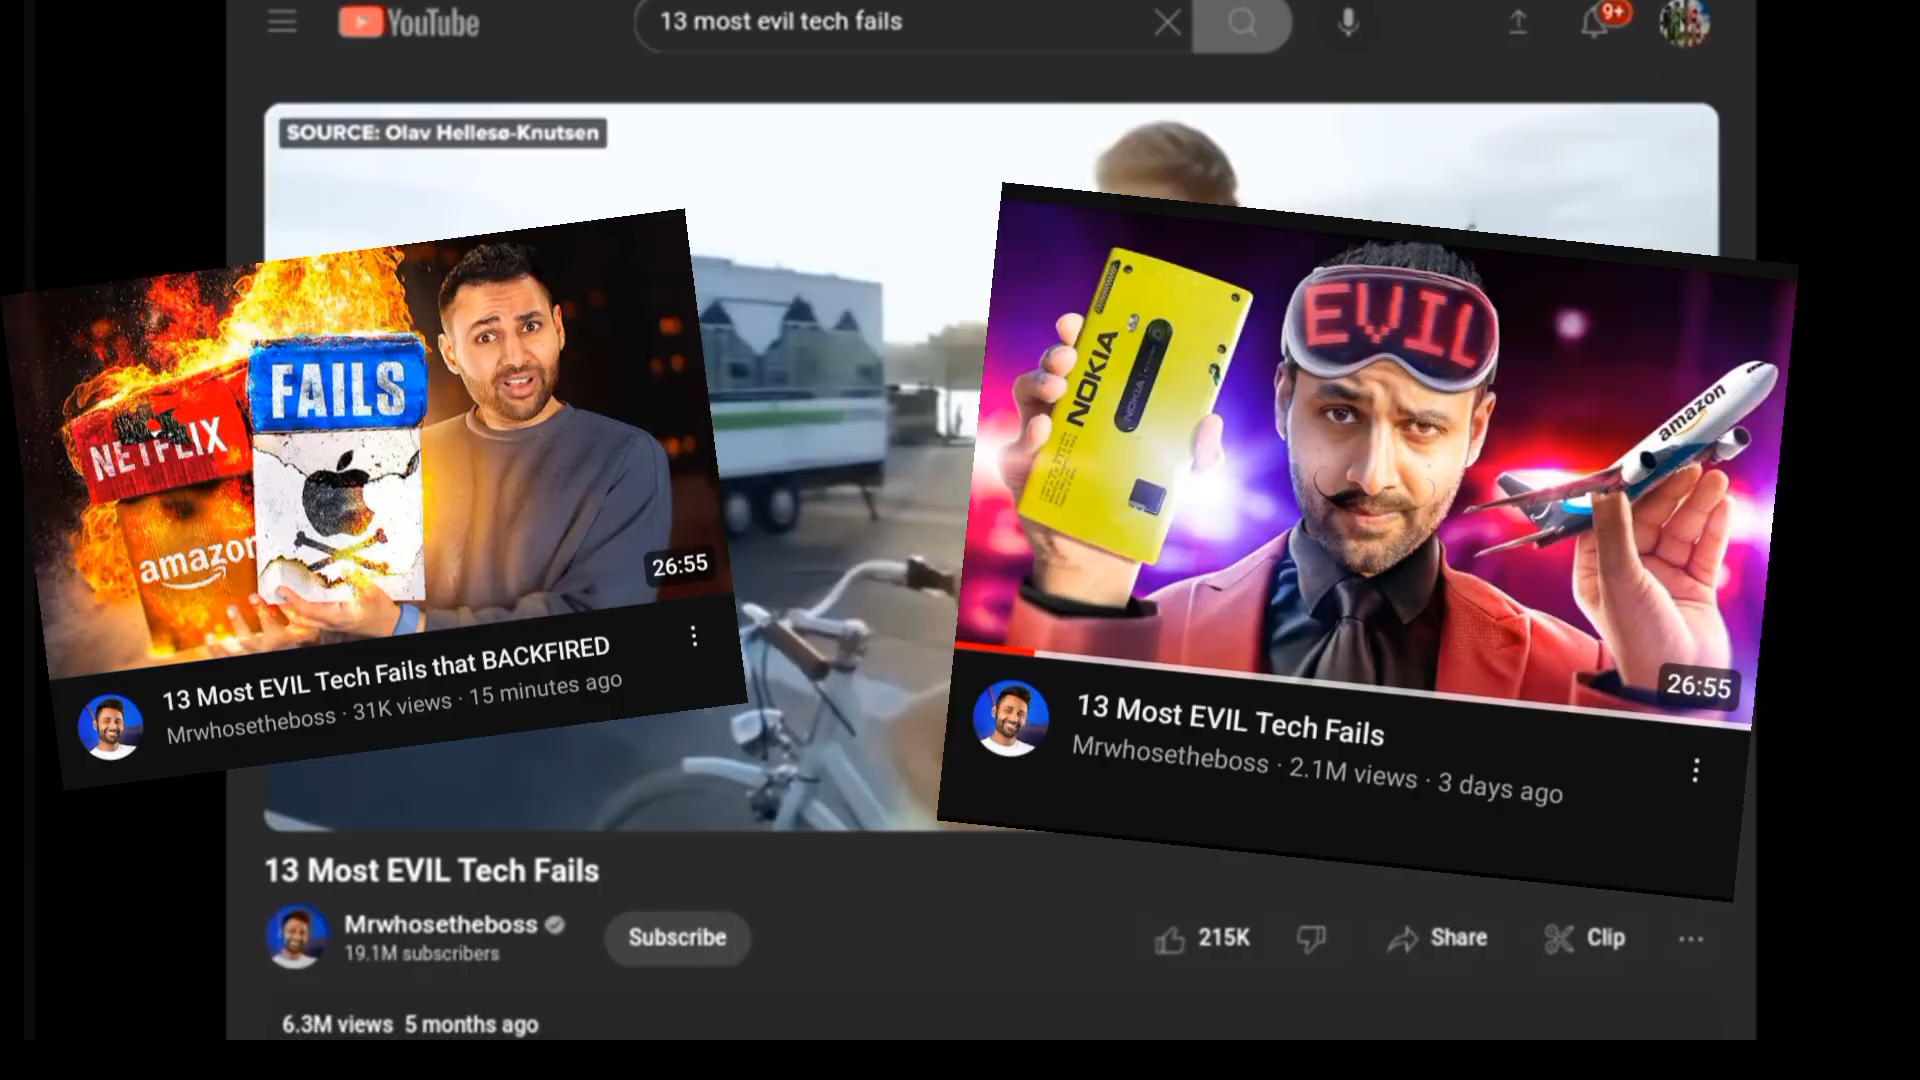 YouTube
13 most evil tech fails
9+
SOURCE: Olav Hellesø-Knutsen
NETFLIX
FAILS
amazon
26:55
13 Most EVIL Tech Fails that BACKFIRED
Mrwhosetheboss · 31K views · 15 minutes ago
EVIL
NOKIA
NOKIA
amazon
26:55
13 Most EVIL Tech Fails
Mrwhosetheboss · 2.1M views · 3 days ago
13 Most EVIL Tech Fails
Mrwhosetheboss
19.1M subscribers
Subscribe
215K
Share
Clip
6.3M views 5 months ago